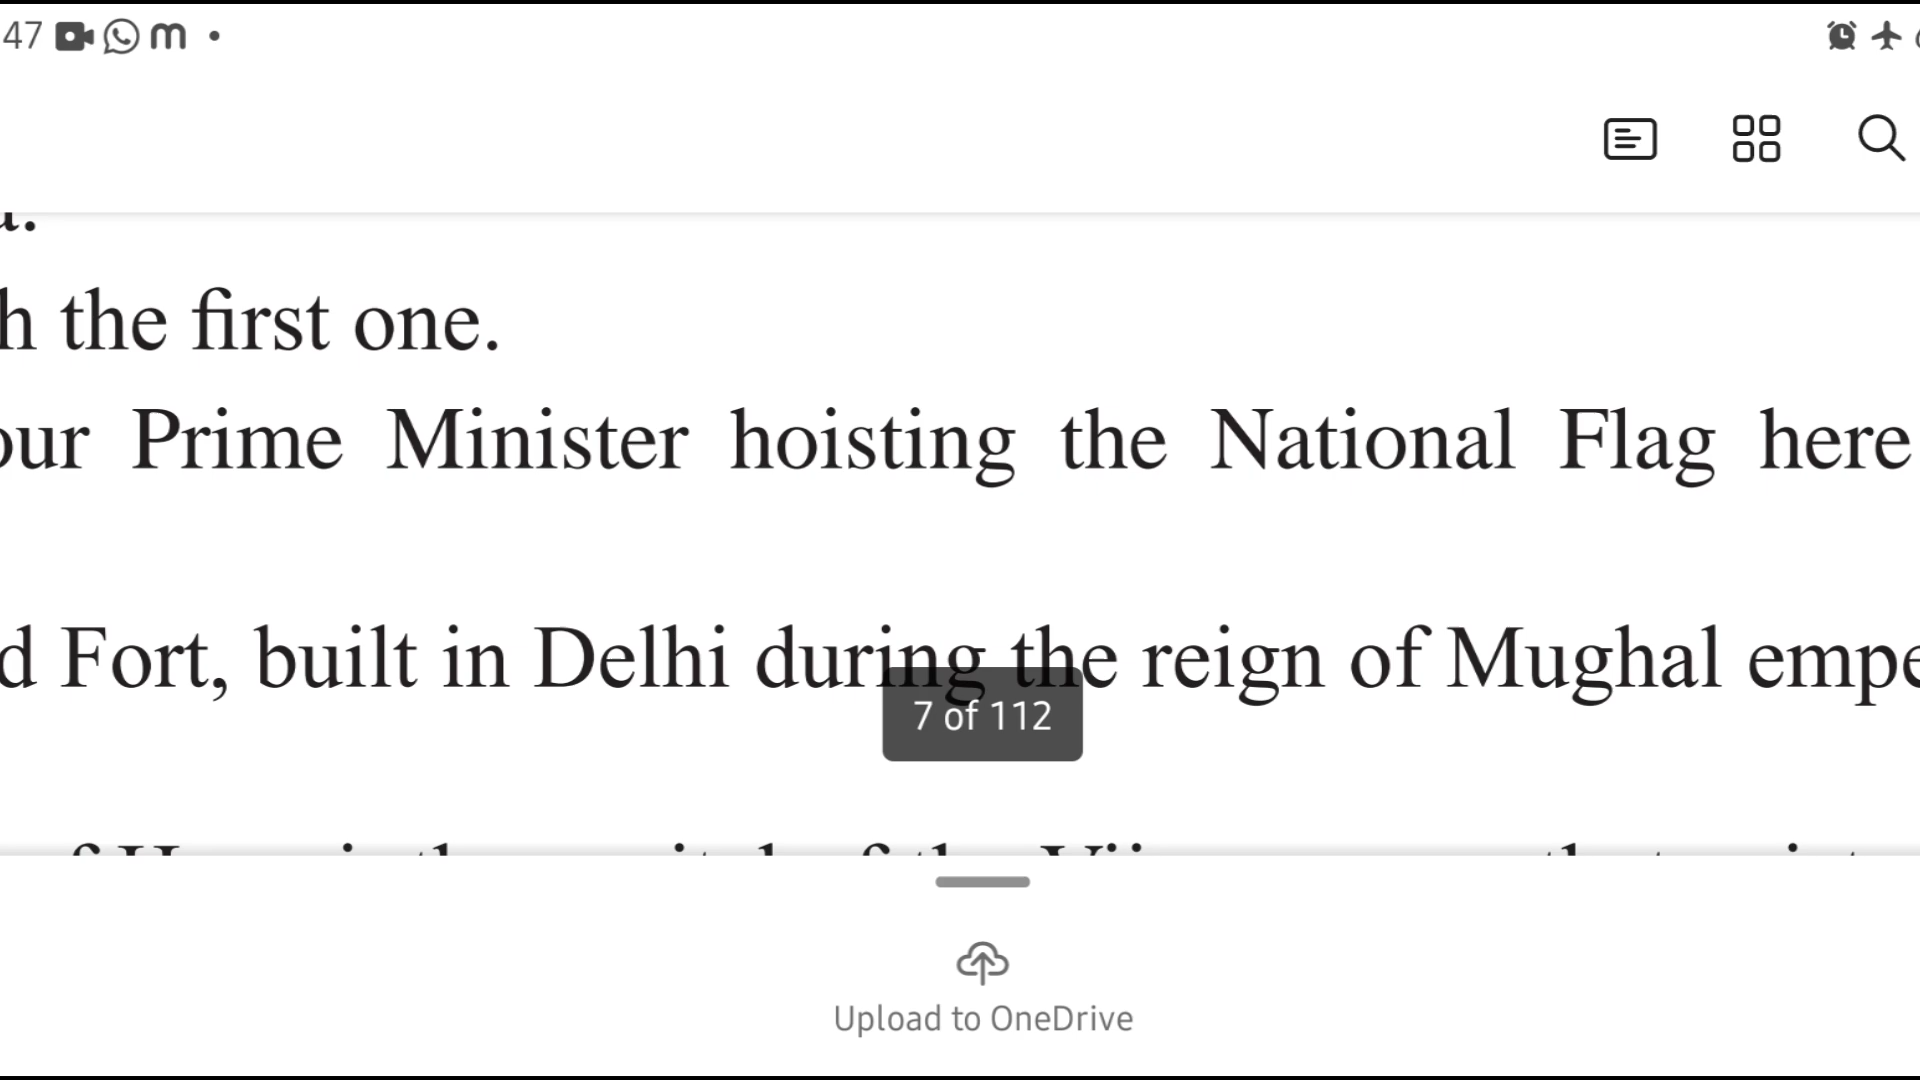 47
h the first one.
our Prime Minister hoisting the National Flag here
d Fort, built in Delhi during the reign of Mughal empe
7 of 112
Upload to OneDrive